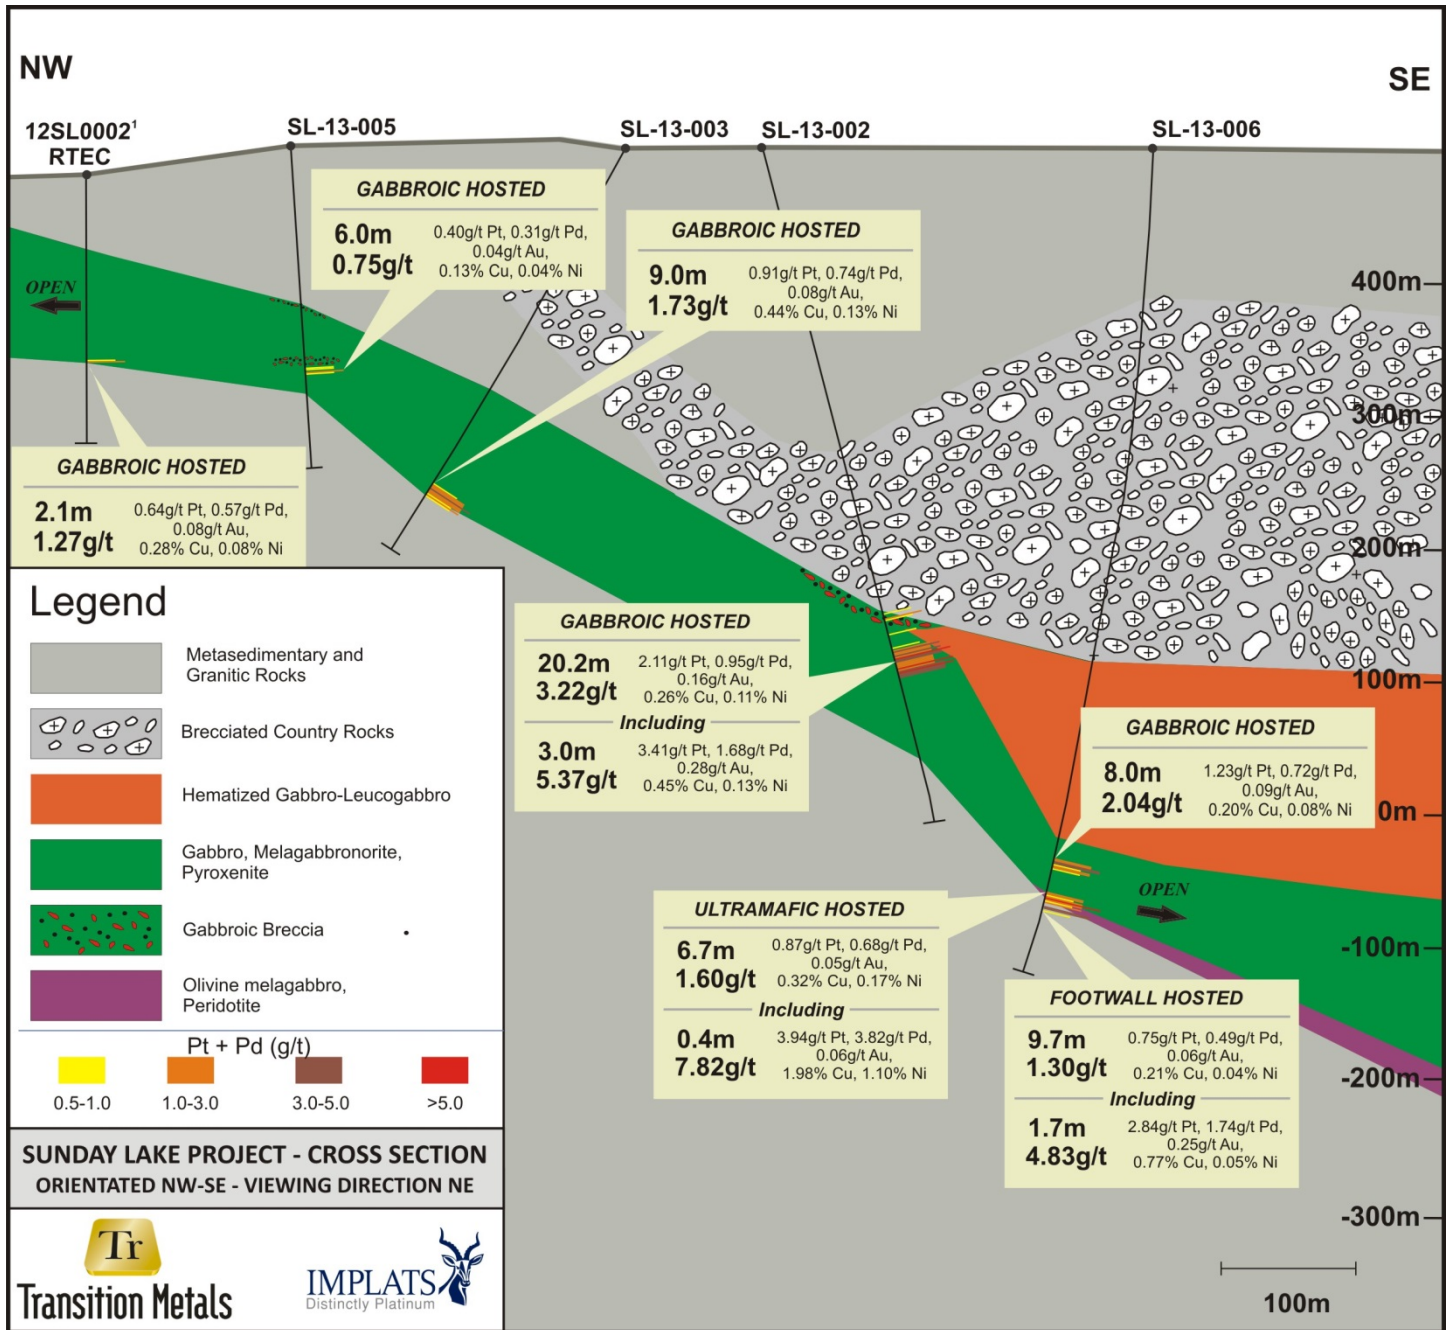 NW
SE
12SL0002¹
RTEC
SL-13-005
SL-13-003
SL-13-002
SL-13-006
GABBROIC HOSTED
6.0m
0.75g/t
0.40g/t Pt, 0.31g/t Pd,
0.04g/t Au,
0.13% Cu, 0.04% Ni
GABBROIC HOSTED
9.0m
1.73g/t
0.91g/t Pt, 0.74g/t Pd,
0.08g/t Au,
0.44% Cu, 0.13% Ni
400m
OPEN
300m
GABBROIC HOSTED
2.1m
1.27g/t
0.64g/t Pt, 0.57g/t Pd,
0.08g/t Au,
0.28% Cu, 0.08% Ni
200m
GABBROIC HOSTED
20.2m
3.22g/t
2.11g/t Pt, 0.95g/t Pd,
0.16g/t Au,
0.26% Cu, 0.11% Ni
Including
3.0m
5.37g/t
3.41g/t Pt, 1.68g/t Pd,
0.28g/t Au,
0.45% Cu, 0.13% Ni
100m
GABBROIC HOSTED
8.0m
2.04g/t
1.23g/t Pt, 0.72g/t Pd,
0.09g/t Au,
0.20% Cu, 0.08% Ni
0m
OPEN
ULTRAMAFIC HOSTED
6.7m
1.60g/t
0.87g/t Pt, 0.68g/t Pd,
0.05g/t Au,
0.32% Cu, 0.17% Ni
Including
0.4m
7.82g/t
3.94g/t Pt, 3.82g/t Pd,
0.06g/t Au,
1.98% Cu, 1.10% Ni
-100m
FOOTWALL HOSTED
9.7m
1.30g/t
0.75g/t Pt, 0.49g/t Pd,
0.06g/t Au,
0.21% Cu, 0.04% Ni
Including
1.7m
4.83g/t
2.84g/t Pt, 1.74g/t Pd,
0.25g/t Au,
0.77% Cu, 0.05% Ni
-200m
-300m
100m
Legend
Metasedimentary and
Granitic Rocks
Brecciated Country Rocks
Hematized Gabbro-Leucogabbro
Gabbro, Melagabbronorite,
Pyroxenite
Gabbroic Breccia
Olivine melagabbro,
Peridotite
Pt + Pd (g/t)
0.5-1.0
1.0-3.0
3.0-5.0
>5.0
SUNDAY LAKE PROJECT - CROSS SECTION
ORIENTATED NW-SE - VIEWING DIRECTION NE
Tr
Transition Metals
IMPLATS
Distinctly Platinum